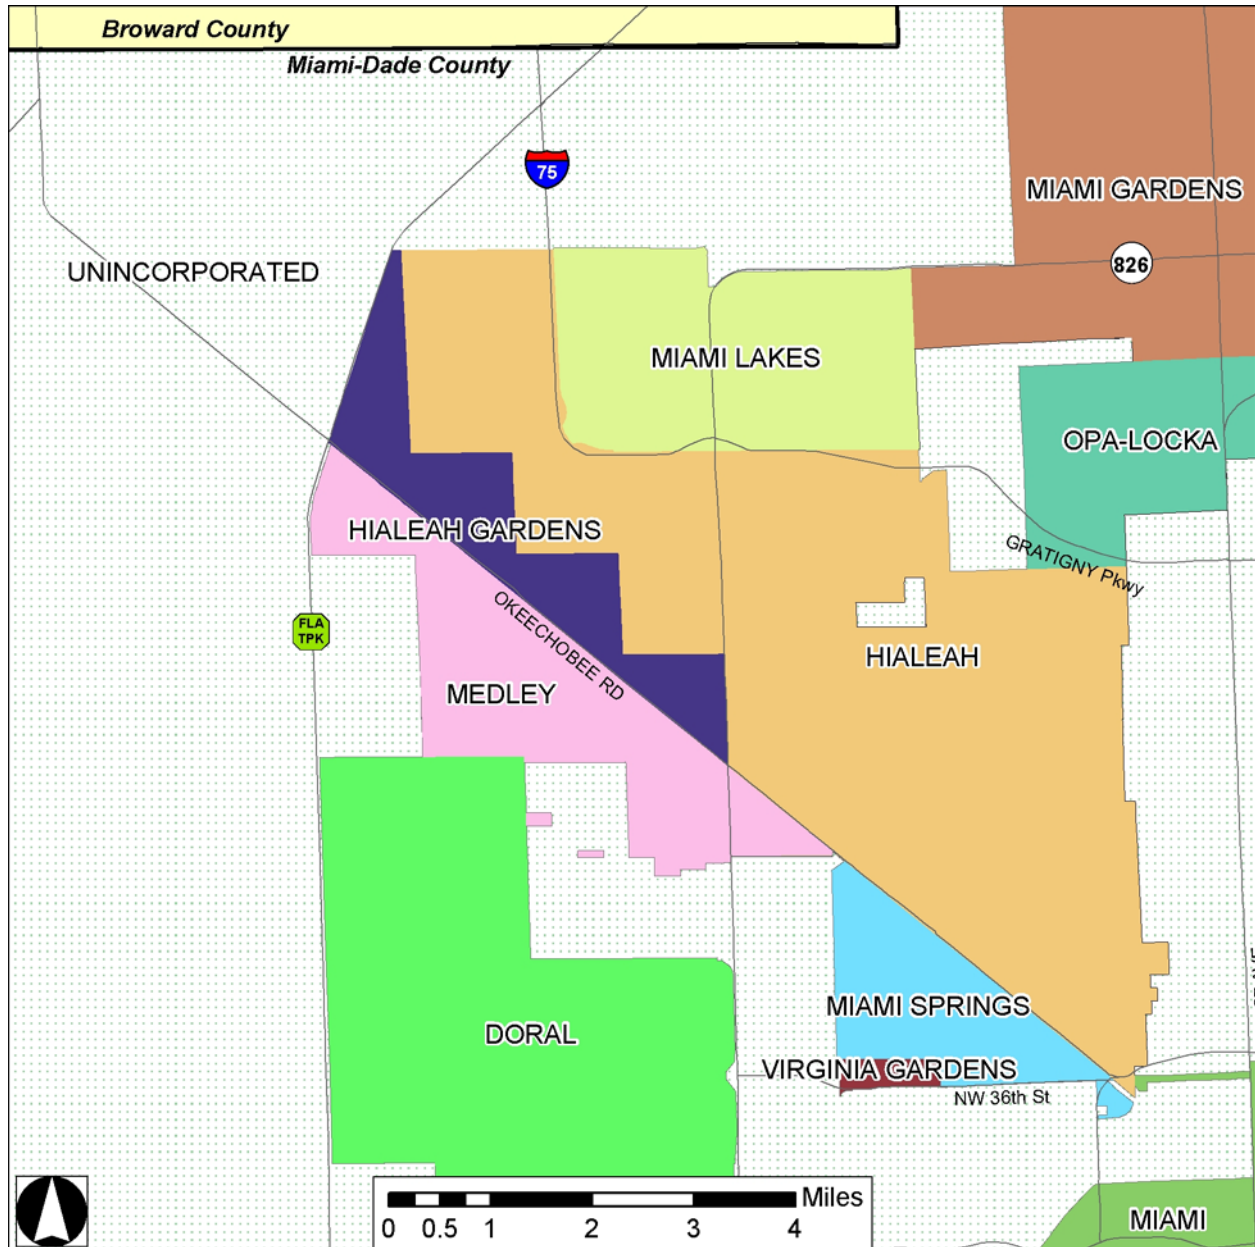 Broward County
Miami-Dade County
75
MIAMI GARDENS
826
UNINCORPORATED
MIAMI LAKES
OPA-LOCKA
HIALEAH GARDENS
GRATIGNY Pkwy
OKEECHOBEE RD
FLA
TPK
HIALEAH
MEDLEY
MIAMI SPRINGS
DORAL
VIRGINIA GARDENS
NW 36th St
Miles
0 0.5 1 2 3 4
MIAMI